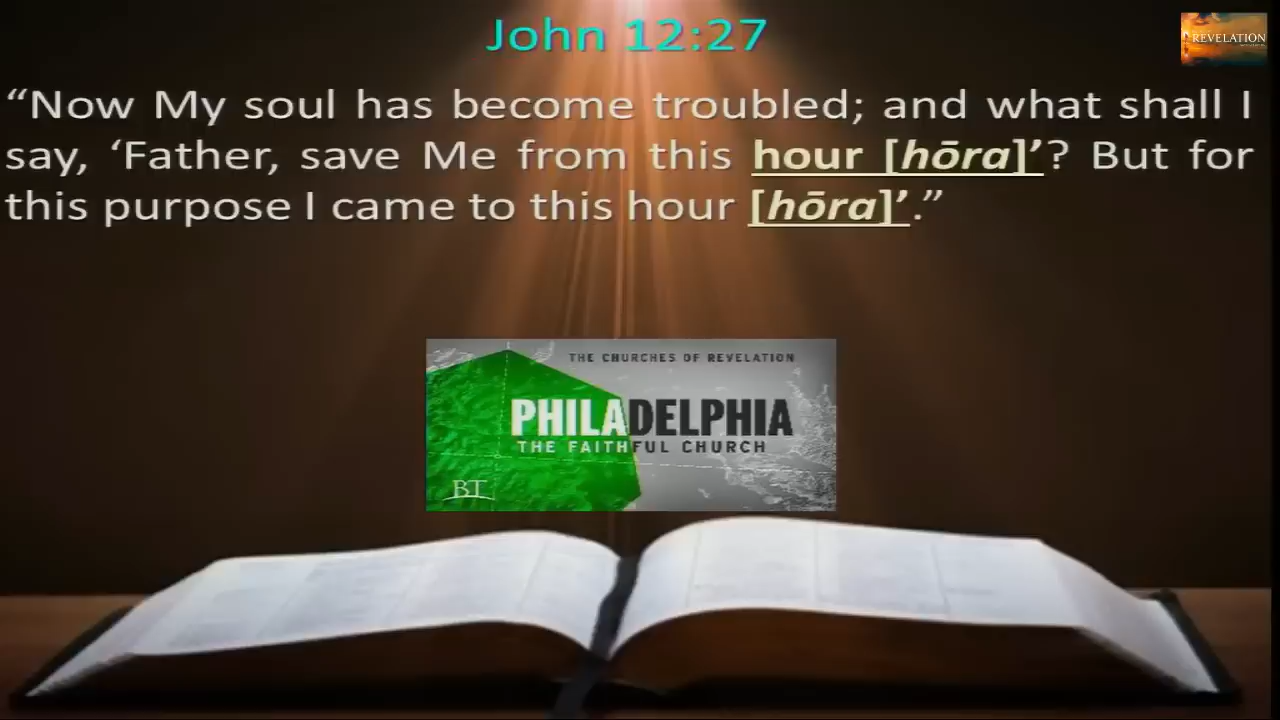 John 12:27
REVELATION
“Now My soul has become troubled; and what shall I
say, ‘Father, save Me from this hour [hōra]’? But for
this purpose I came to this hour [hōra]’.”
THE CHURCHES OF REVELATION
PHILADELPHIA
THE FAITHFUL CHURCH
BT